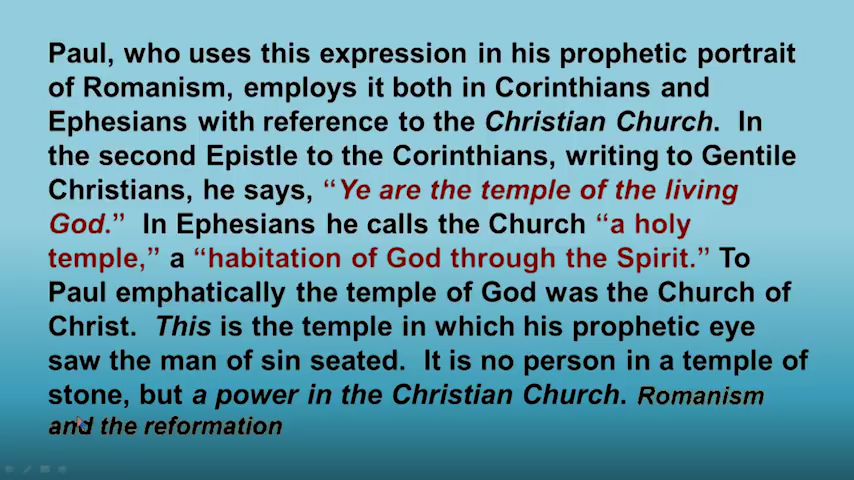 Paul, who uses this expression in his prophetic portrait
of Romanism, employs it both in Corinthians and
Ephesians with reference to the Christian Church.  In
the second Epistle to the Corinthians, writing to Gentile
Christians, he says, “Ye are the temple of the living
God.”  In Ephesians he calls the Church “a holy
temple,” a “habitation of God through the Spirit.” To
Paul emphatically the temple of God was the Church of
Christ.  This is the temple in which his prophetic eye
saw the man of sin seated.  It is no person in a temple of
stone, but a power in the Christian Church. Romanism
and the reformation